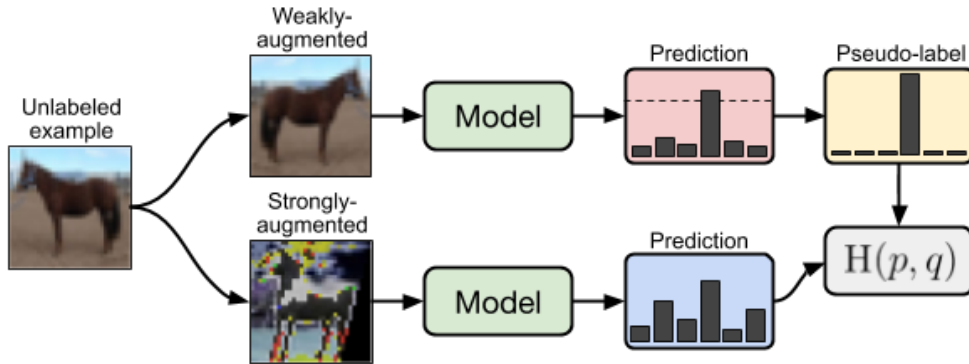 Unlabeled
example
Weakly-
augmented
Model
Prediction
Pseudo-label
Strongly-
augmented
Model
Prediction
H(p, q)